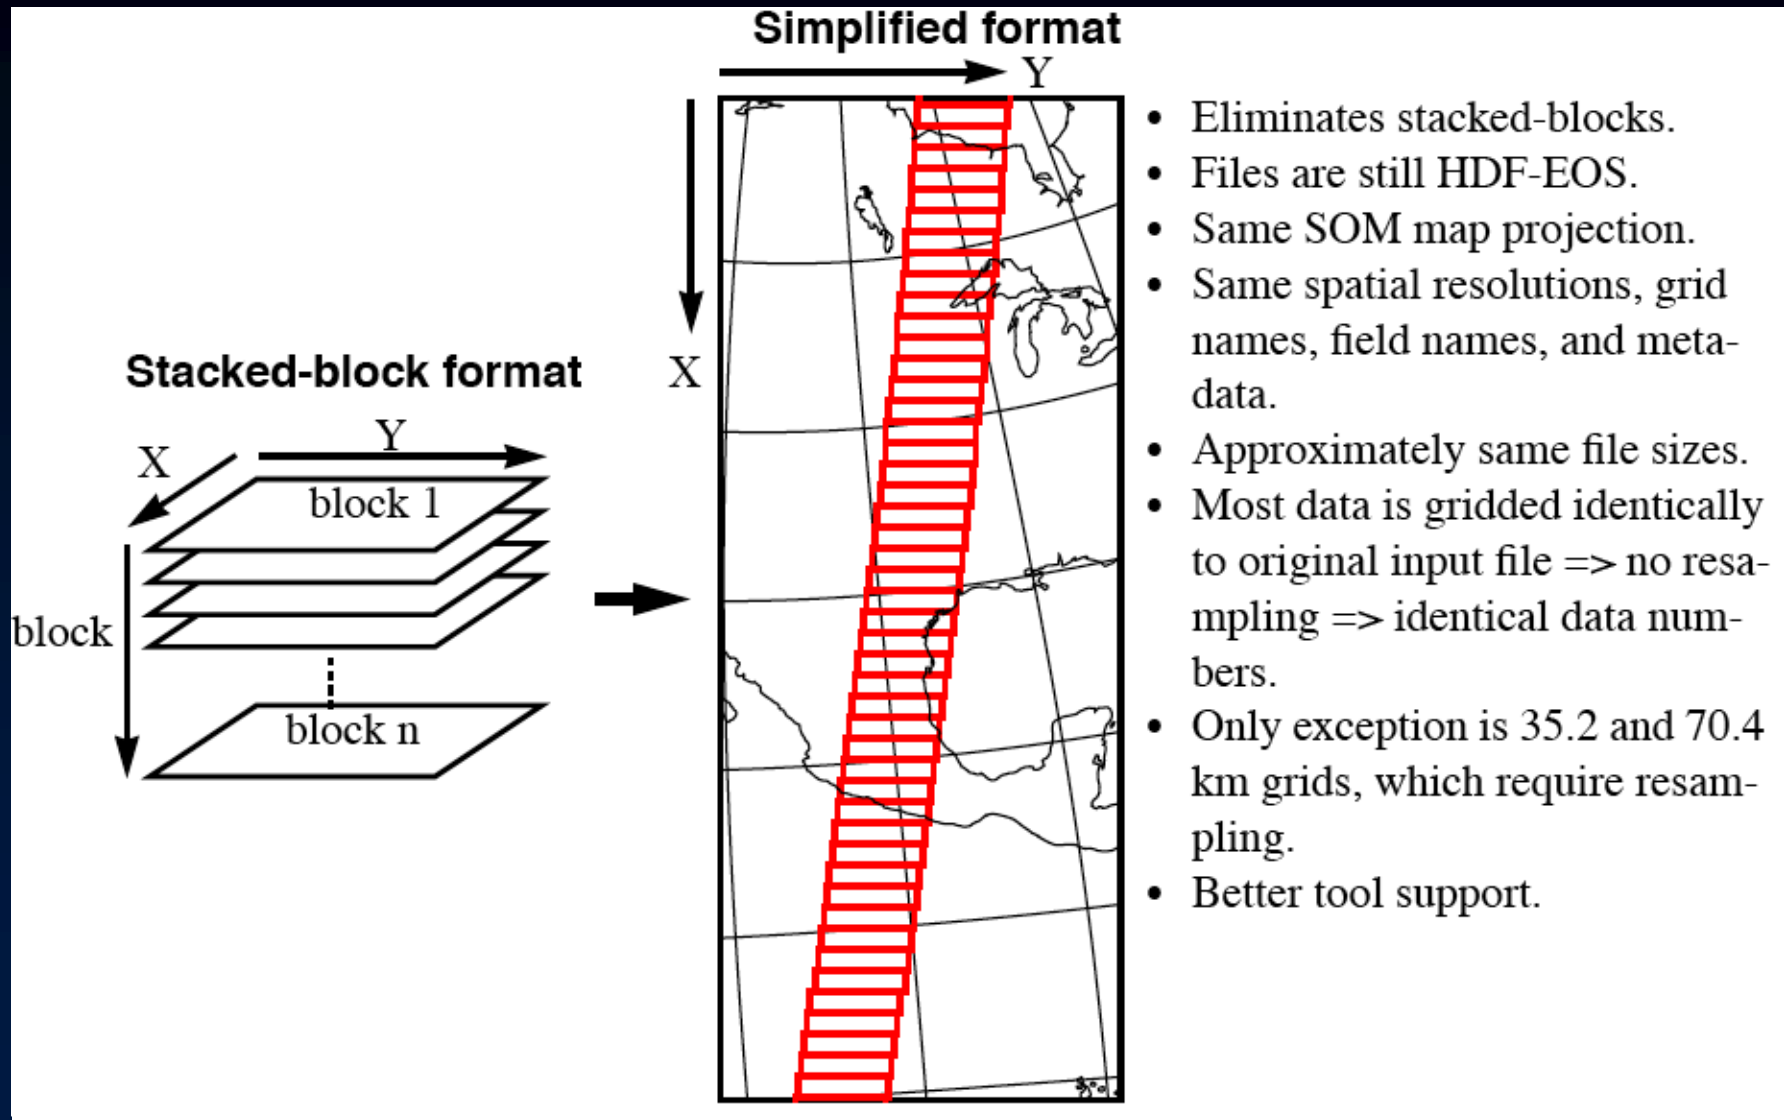 Simplified format
Y
X
Stacked-block format
X
Y
block 1
block
block n
• Eliminates stacked-blocks.
• Files are still HDF-EOS.
• Same SOM map projection.
• Same spatial resolutions, grid
names, field names, and meta-
data.
• Approximately same file sizes.
• Most data is gridded identically
to original input file => no resa-
mpling => identical data num-
bers.
• Only exception is 35.2 and 70.4
km grids, which require resam-
pling.
• Better tool support.